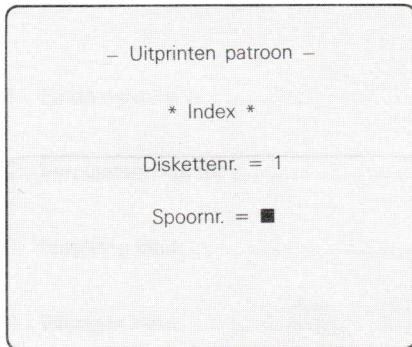 – Uitprinten patroon –
* Index *
Diskettenr. = 1
Spoornr. = ■